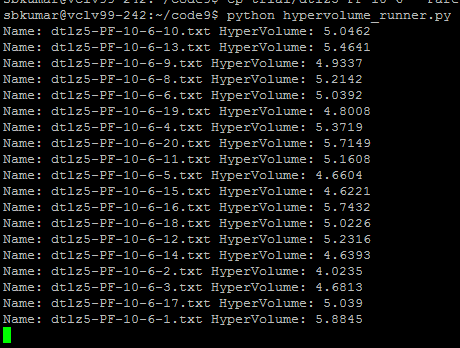 sbkumar@vclv99-242:~/code9$ python hypervolume_runner.py
Name: dtlz5-PF-10-6-10.txt HyperVolume: 5.0462
Name: dtlz5-PF-10-6-13.txt HyperVolume: 5.4641
Name: dtlz5-PF-10-6-9.txt HyperVolume: 4.9337
Name: dtlz5-PF-10-6-8.txt HyperVolume: 5.2142
Name: dtlz5-PF-10-6-6.txt HyperVolume: 5.0392
Name: dtlz5-PF-10-6-19.txt HyperVolume: 4.8008
Name: dtlz5-PF-10-6-4.txt HyperVolume: 5.3719
Name: dtlz5-PF-10-6-20.txt HyperVolume: 5.7149
Name: dtlz5-PF-10-6-11.txt HyperVolume: 5.1608
Name: dtlz5-PF-10-6-5.txt HyperVolume: 4.6604
Name: dtlz5-PF-10-6-15.txt HyperVolume: 4.6221
Name: dtlz5-PF-10-6-16.txt HyperVolume: 5.7432
Name: dtlz5-PF-10-6-18.txt HyperVolume: 5.0226
Name: dtlz5-PF-10-6-12.txt HyperVolume: 5.2316
Name: dtlz5-PF-10-6-14.txt HyperVolume: 4.6393
Name: dtlz5-PF-10-6-2.txt HyperVolume: 4.0235
Name: dtlz5-PF-10-6-3.txt HyperVolume: 4.6813
Name: dtlz5-PF-10-6-17.txt HyperVolume: 5.039
Name: dtlz5-PF-10-6-1.txt HyperVolume: 5.8845